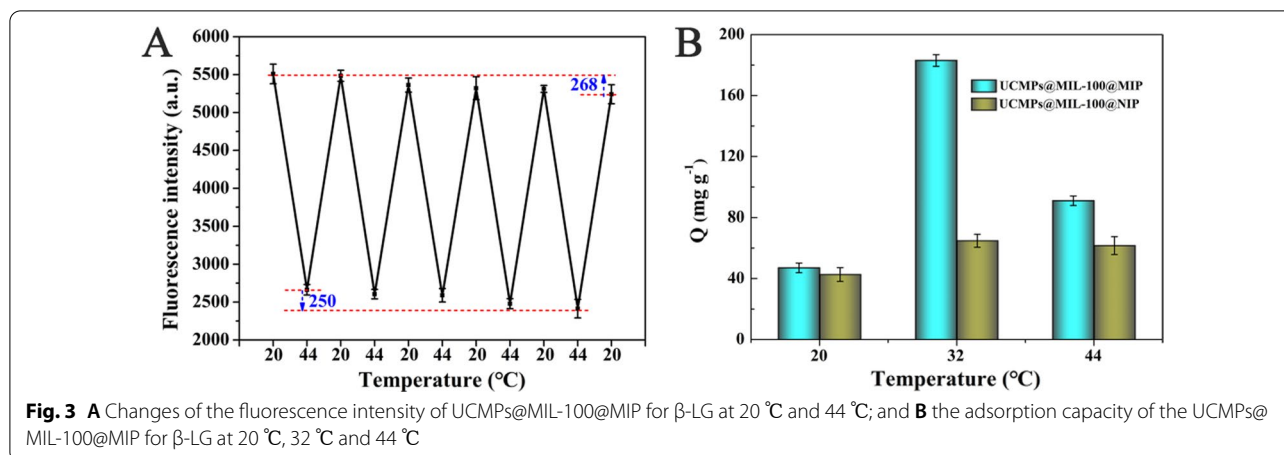 A
6000
5500
5000
4500
4000
3500
3000
2500
2000
Fluorescence intensity (a.u.)
268
250
20 44 20 44 20 44 20 44 20 44 20
Temperature (°C)
B
200
160
120
80
40
0
Q (mg g⁻¹)
UCMPs@MIL-100@MIP
UCMPs@MIL-100@NIP
20 32 44
Temperature (°C)
Fig. 3 A Changes of the fluorescence intensity of UCMPs@MIL-100@MIP for β-LG at 20 ℃ and 44 ℃; and B the adsorption capacity of the UCMPs@
MIL-100@MIP for β-LG at 20 ℃, 32 ℃ and 44 ℃